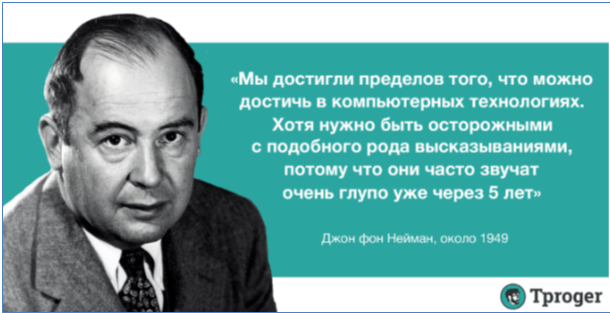 «Мы достигли пределов того, что можно
достичь в компьютерных технологиях.
Хотя нужно быть осторожными
с подобного рода высказываниями,
потому что они часто звучат
очень глупо уже через 5 лет»
Джон фон Нейман, около 1949
Tproger